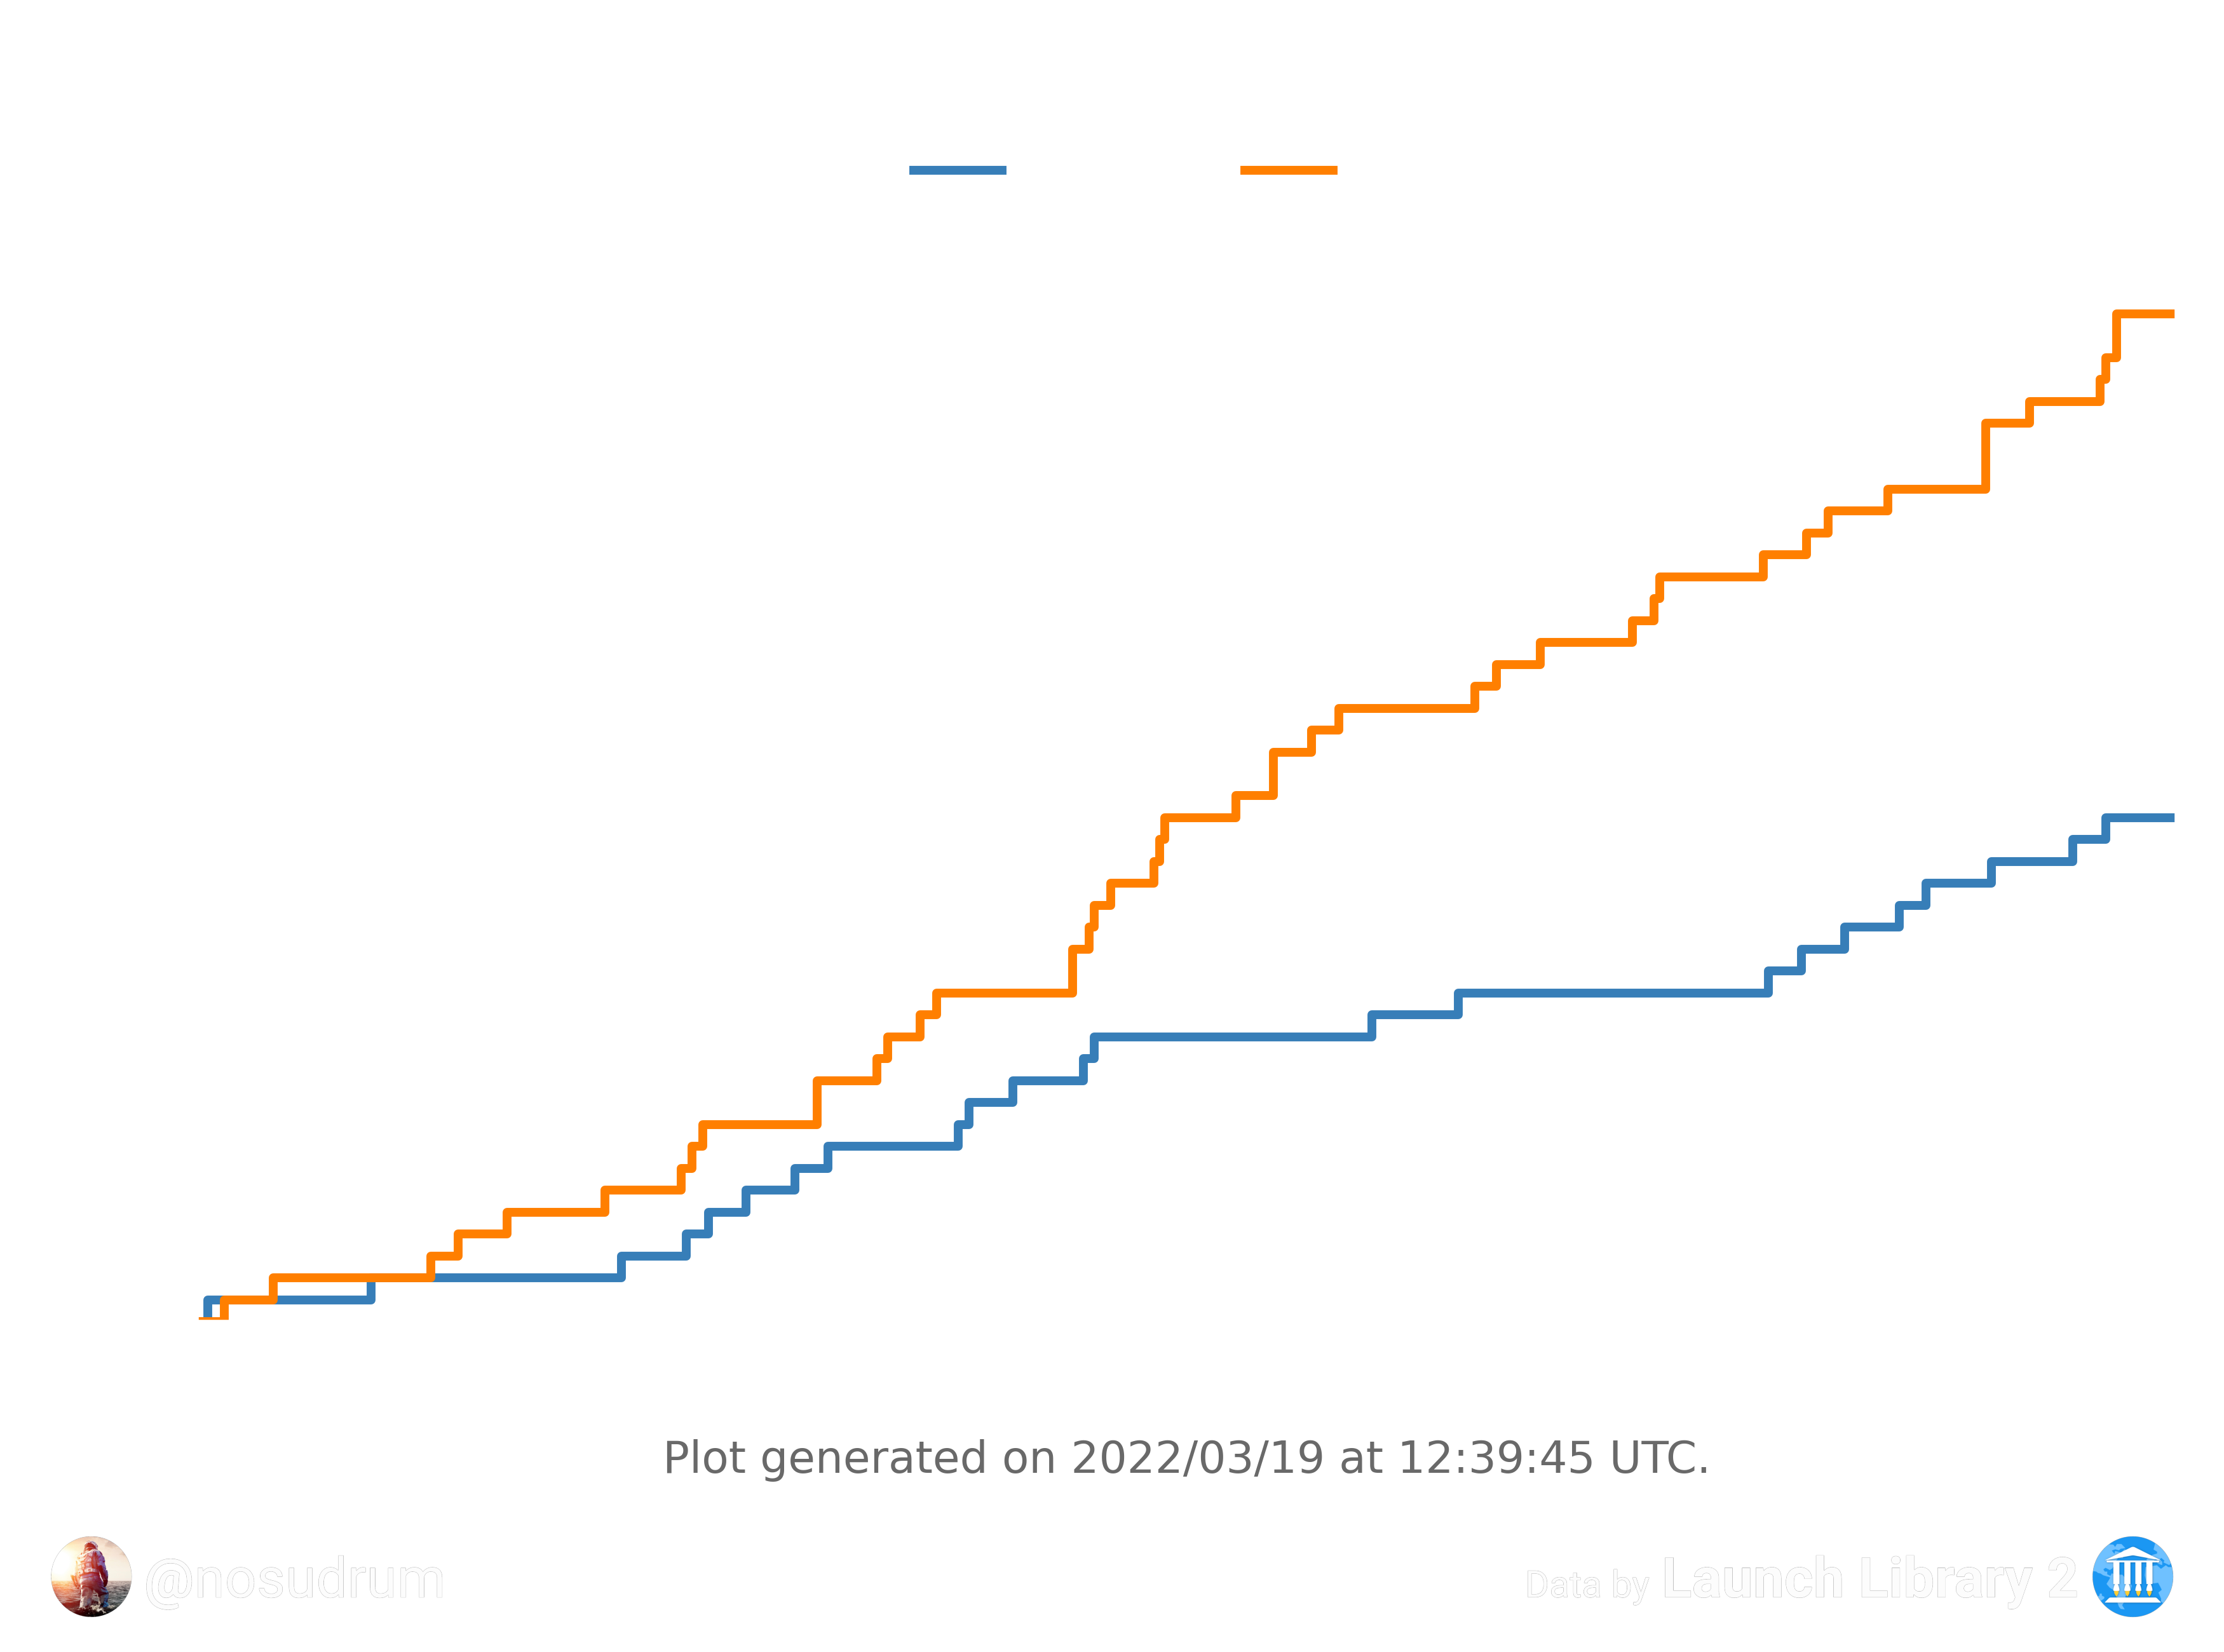 Plot generated on 2022/03/19 at 12:39:45 UTC.
@nosudrum
Data by Launch Library 2